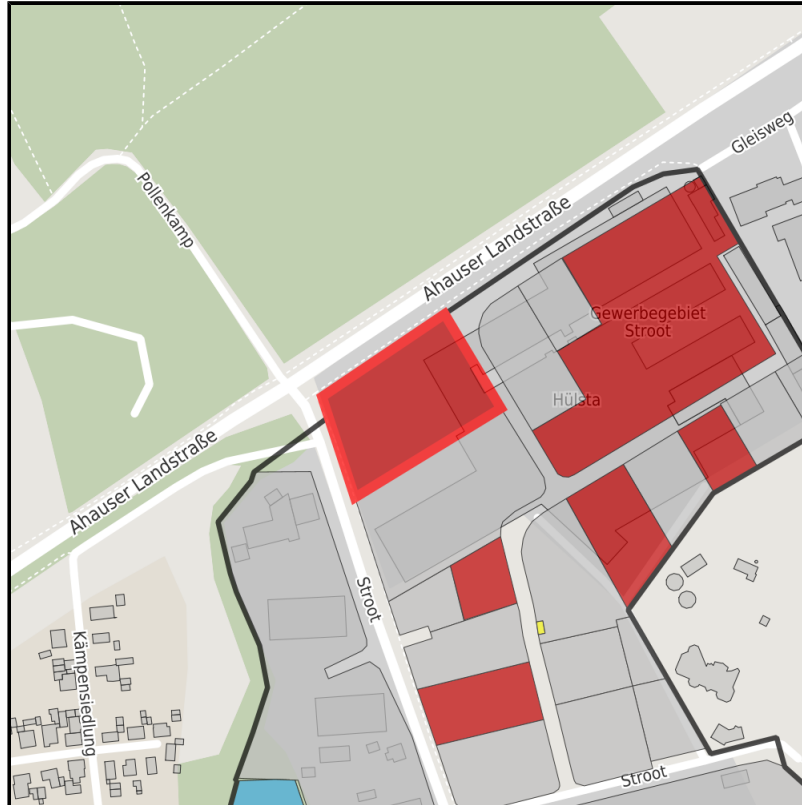 Gleisweg
Pollenkamp
Ahauser Landstraße
Gewerbegebiet
Stroot
Hülsta
Ahauser Landstraße
Stroot
Kämpensiedlung
Stroot